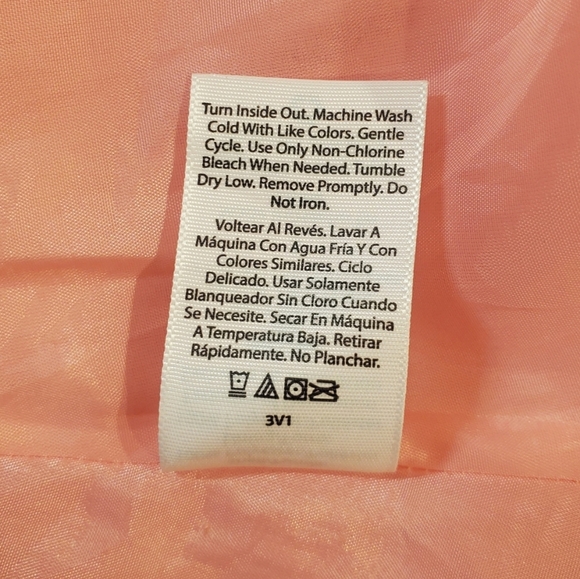 Turn Inside Out. Machine Wash
Cold With Like Colors. Gentle
Cycle. Use Only Non-Chlorine
Bleach When Needed. Tumble
Dry Low. Remove Promptly. Do
Not Iron.
Voltear Al Revés. Lavar A
Máquina Con Agua Fría Y Con
Colores Similares. Ciclo
Delicado. Usar Solamente
Blanqueador Sin Cloro Cuando
Se Necesite. Secar En Máquina
A Temperatura Baja. Retirar
Rápidamente. No Planchar.
3V1